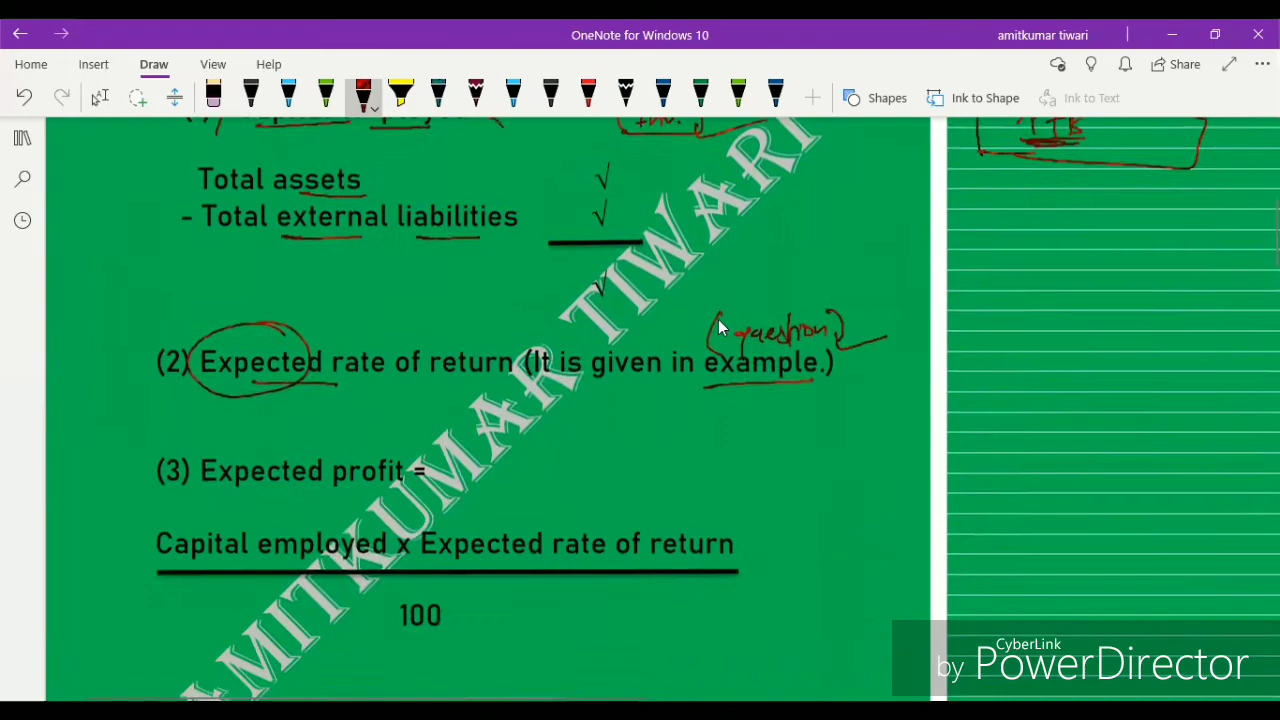 OneNote for Windows 10
amitkumar tiwari
Home
Insert
Draw
View
Help
Share
Shapes
Ink to Shape
Ink to Text
Total assets √
- Total external liabilities √
√
(question)
(2) Expected rate of return (It is given in example.)
(3) Expected profit =
Capital employed x Expected rate of return
100
AMITKUMAR TIWARI
CyberLink
by PowerDirector